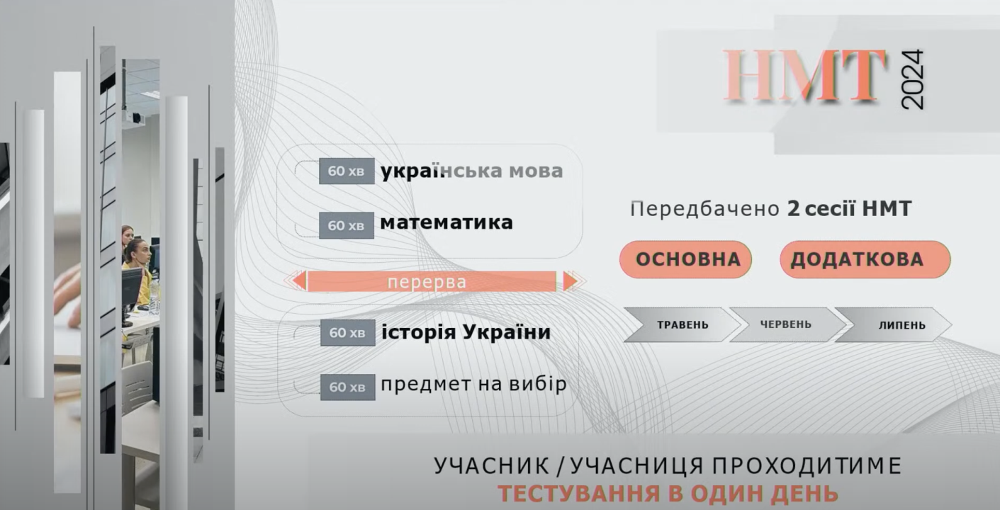 НМТ 2024
60 хв українська мова
60 хв математика
перерва
60 хв історія України
60 хв предмет на вибір
Передбачено 2 сесії НМТ
ОСНОВНА ДОДАТКОВА
ТРАВЕНЬ ЧЕРВЕНЬ ЛИПЕНЬ
УЧАСНИК / УЧАСНИЦЯ ПРОХОДИТИМЕ
ТЕСТУВАННЯ В ОДИН ДЕНЬ